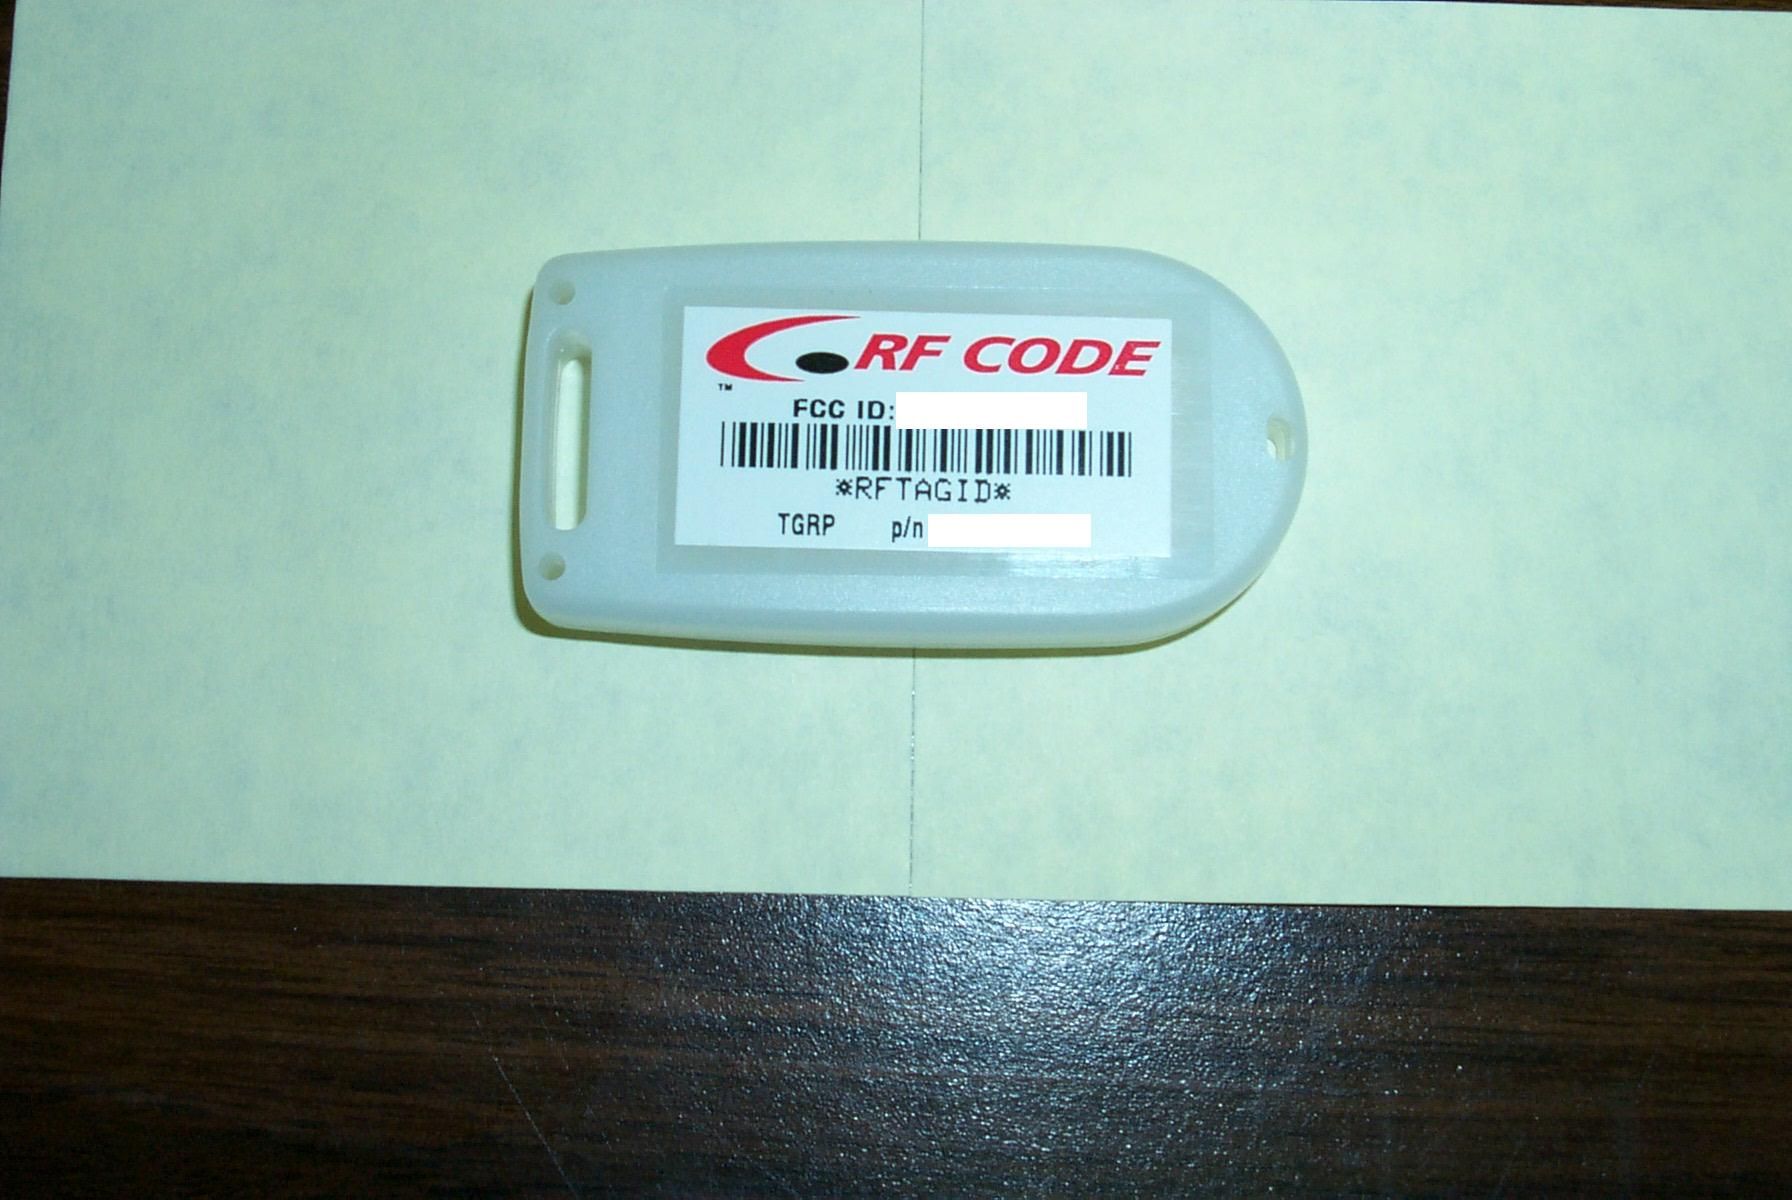 RF CODE
TM
FCC ID:
*RFTAGID*
TGRP p/n